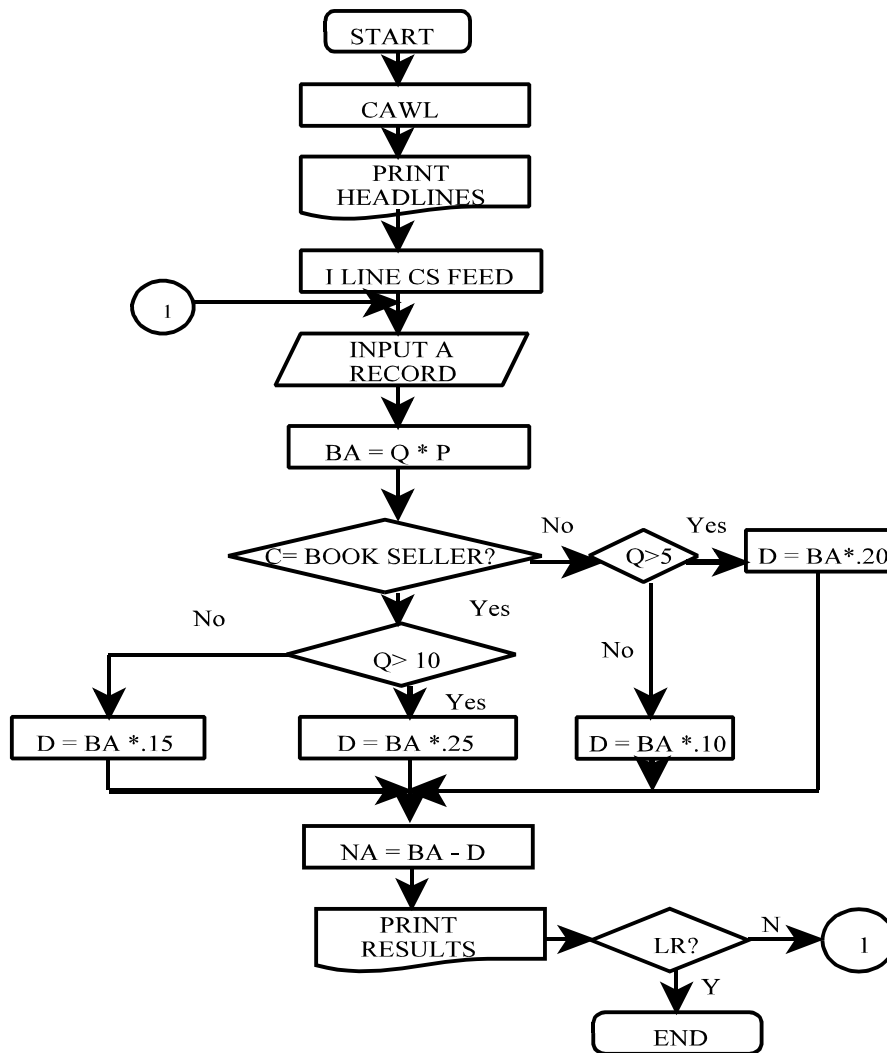 START
CAWL
PRINT
HEADLINES
I LINE CS FEED
1
INPUT A
RECORD
BA = Q * P
C= BOOK SELLER?
No
Q>5
Yes
D = BA*.20
Yes
No
Q> 10
No
Yes
D = BA *.15
D = BA *.25
D = BA *.10
NA = BA - D
PRINT
RESULTS
LR?
N
1
Y
END